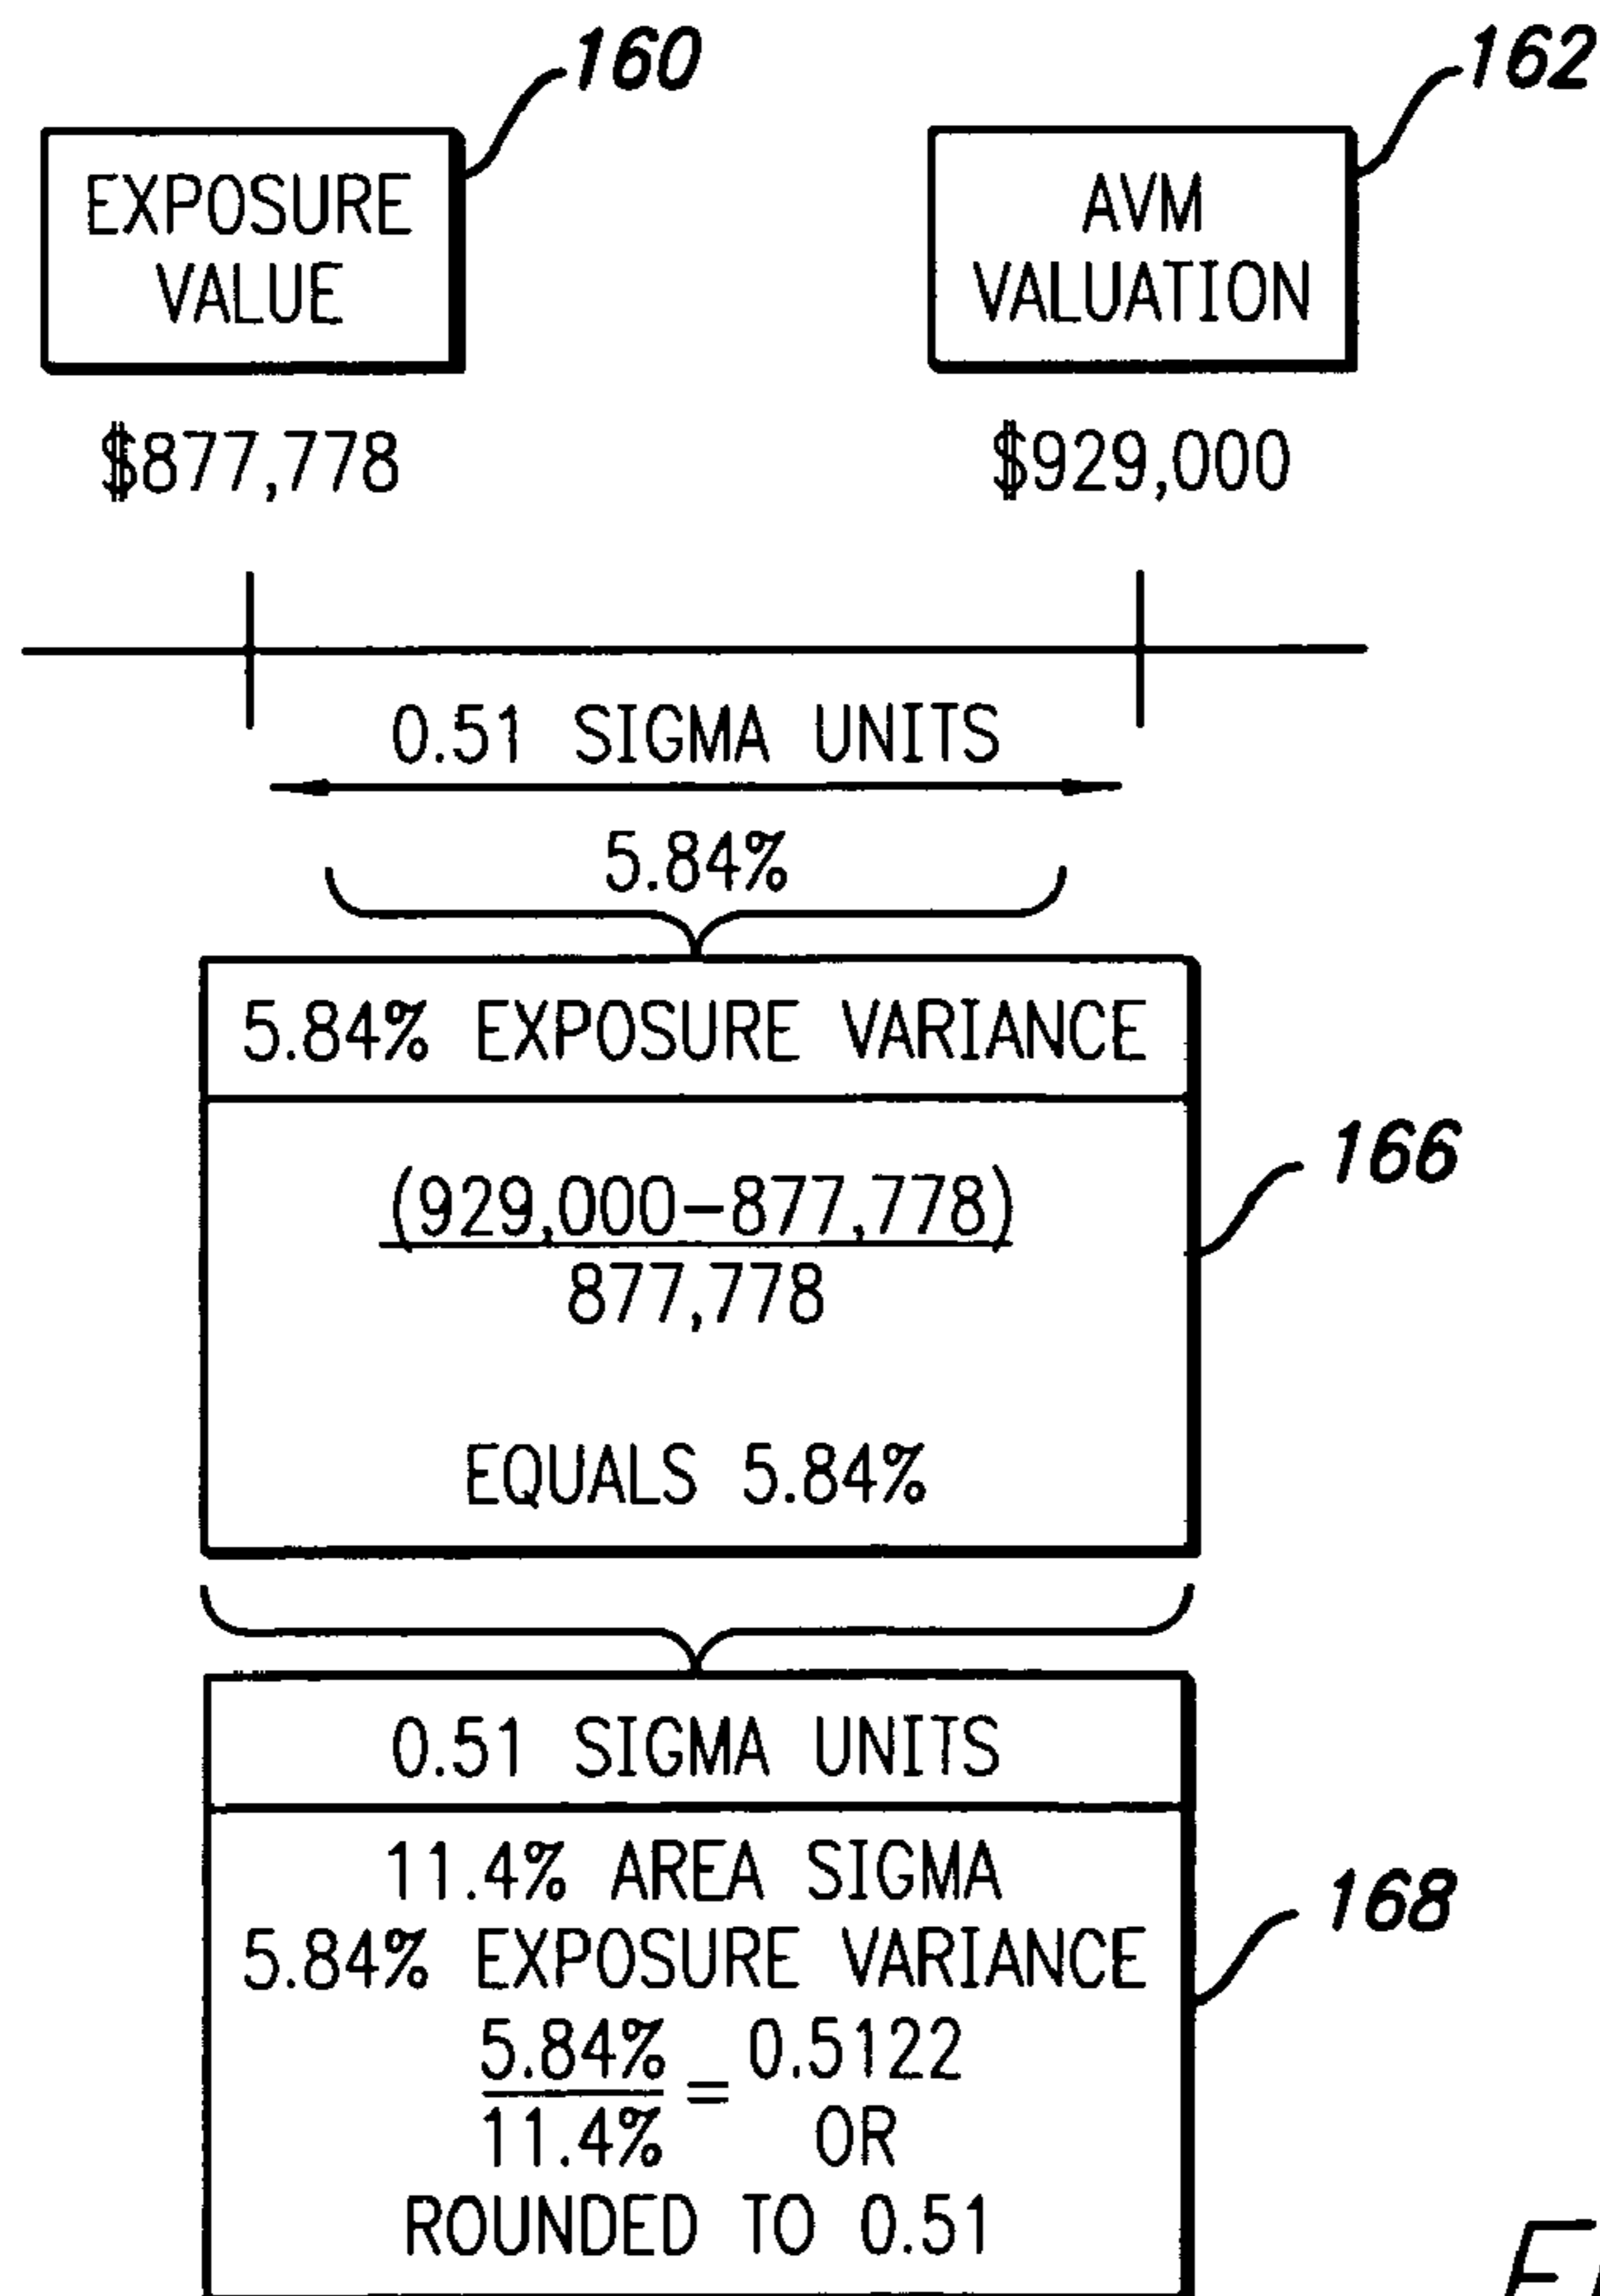 160
162
EXPOSURE
VALUE
AVM
VALUATION
$877,778
$929,000
0.51 SIGMA UNITS
5.84%
5.84% EXPOSURE VARIANCE
(929,000-877,778)
877,778
166
EQUALS 5.84%
0.51 SIGMA UNITS
11.4% AREA SIGMA
168
5.84% EXPOSURE VARIANCE
5.84% = 0.5122
11.4% OR
ROUNDED TO 0.51